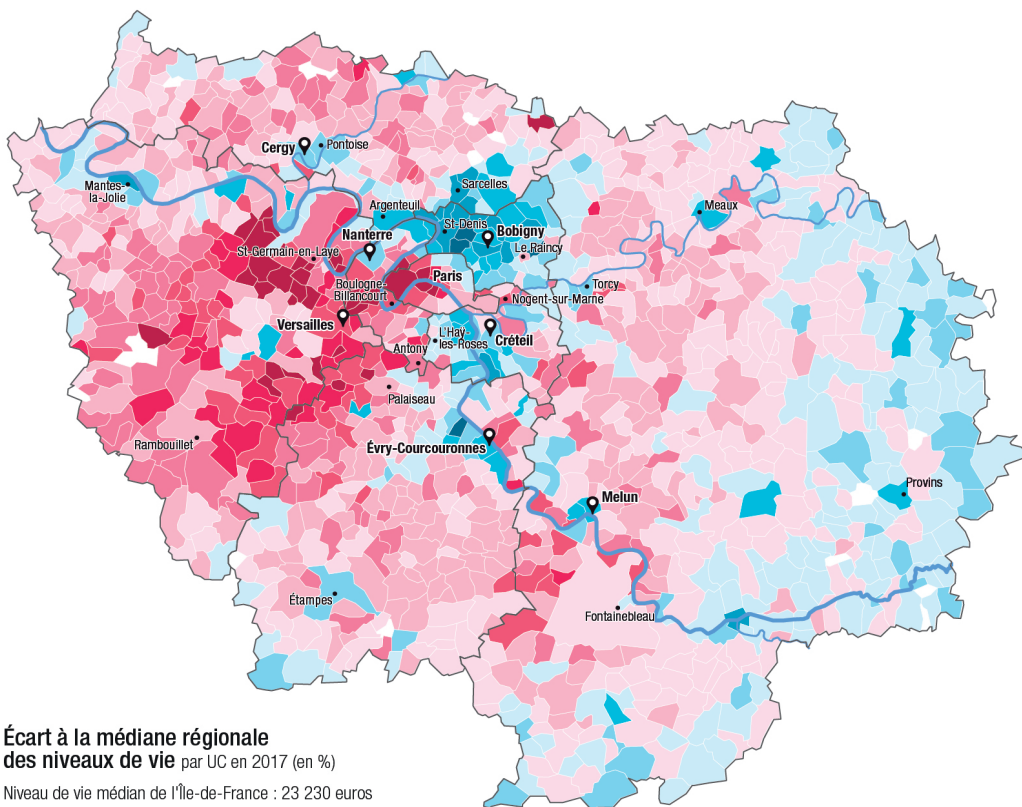 Cergy
Pontoise
Mantes-
la-Jolie
Sarcelles
Argenteuil
St-Denis
Bobigny
Meaux
Nanterre
St-Germain-en-Laye
Le Raincy
Paris
Boulogne-
Billancourt
Torcy
Nogent-sur-Marne
Versailles
L'Hay-
les-Roses
Créteil
Antony
Palaiseau
Rambouillet
Évry-Courcouronnes
Provins
Melun
Étampes
Fontainebleau
Écart à la médiane régionale
des niveaux de vie par UC en 2017 (en %)
Niveau de vie médian de l'Île-de-France : 23 230 euros